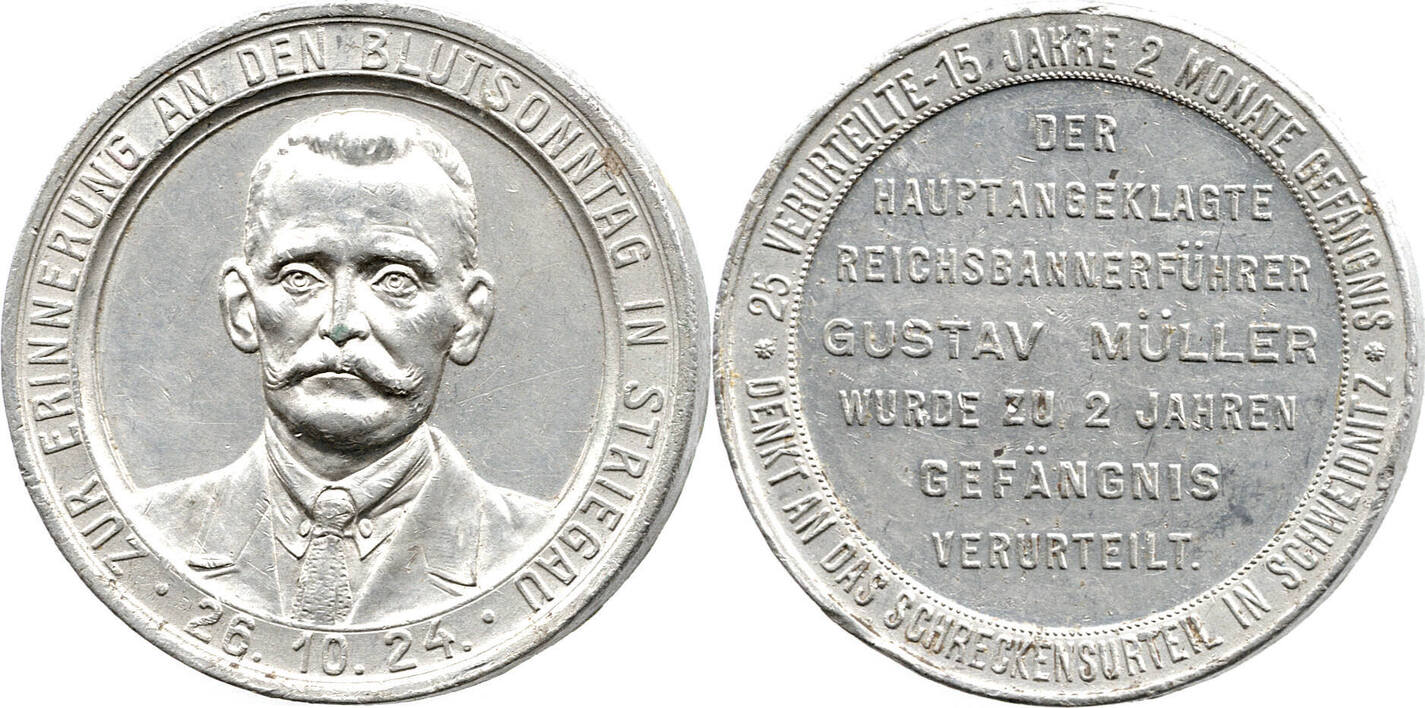 ZUR ERINNERUNG AN DEN BLUTSONNTAG IN STRIEGAU
· 26. 10. 24. ·
25 VERURTEILTE-15 JAHRE 2 MONATE GEFÄNGNIS
DER
HAUPTANGEKLAGTE
REICHSBANNERFÜHRER
GUSTAV MÜLLER
WURDE ZU 2 JAHREN
GEFÄNGNIS
VERURTEILT.
* DENKT AN DAS SCHRECKENSURTEIL IN SCHWEIDNITZ *